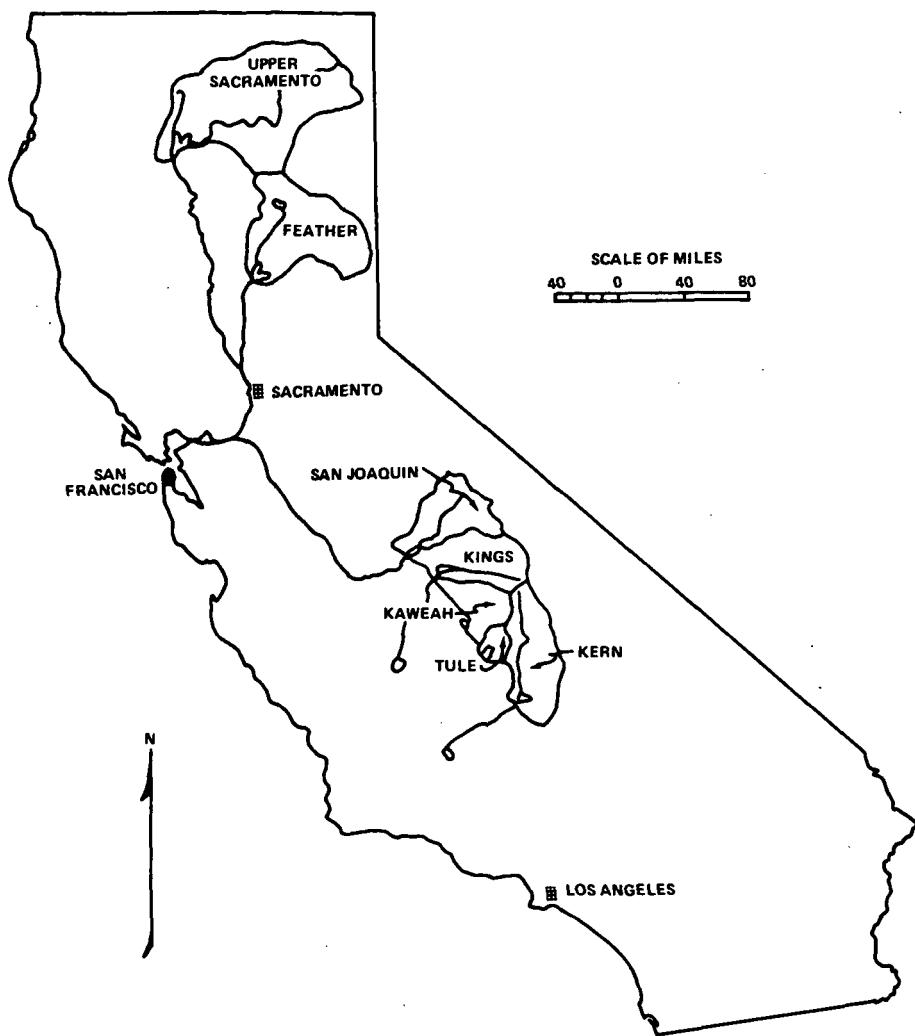 UPPER
SACRAMENTO
FEATHER
SCALE OF MILES
40 0 40 80
SACRAMENTO
SAN JOAQUIN
SAN
FRANCISCO
KINGS
KAWEAH
TULE
KERN
N
LOS ANGELES